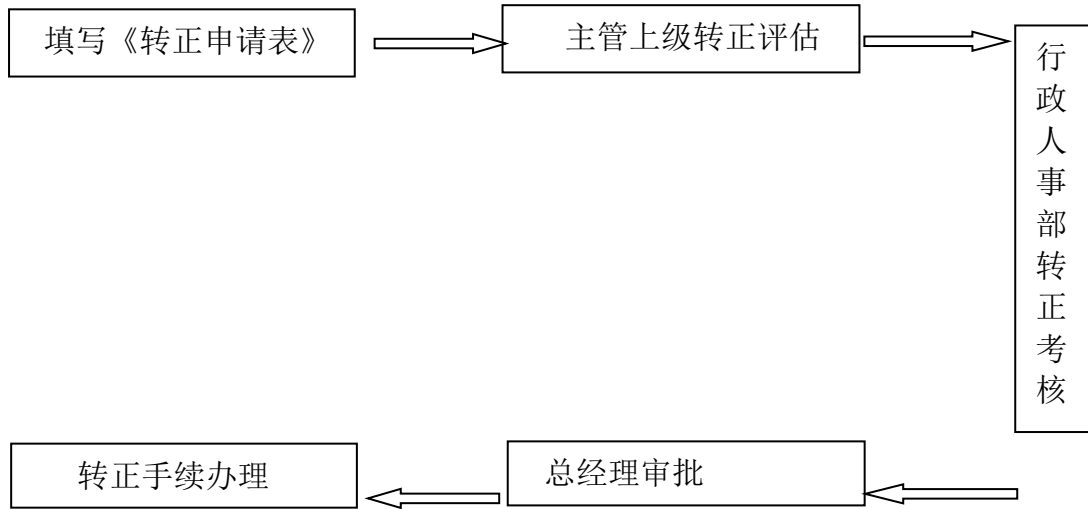 填写《转正申请表》
主管上级转正评估
行政人事部转正考核
总经理审批
转正手续办理